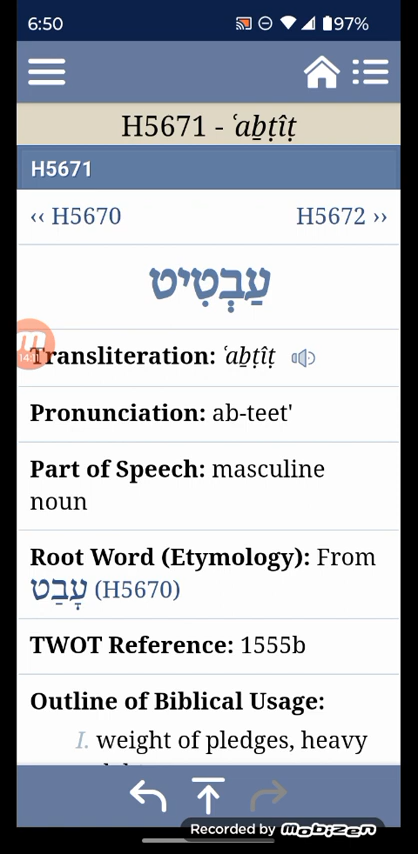 6:50 97%
H5671 - ʿaḇṭîṭ
H5671
‹‹ H5670 H5672 ››
עַבְטִיט
Transliteration: ʿaḇṭîṭ
14:11
Pronunciation: ab-teet'
Part of Speech: masculine
noun
Root Word (Etymology): From
עָבַט (H5670)
TWOT Reference: 1555b
Outline of Biblical Usage:
I. weight of pledges, heavy
Recorded by mobizen